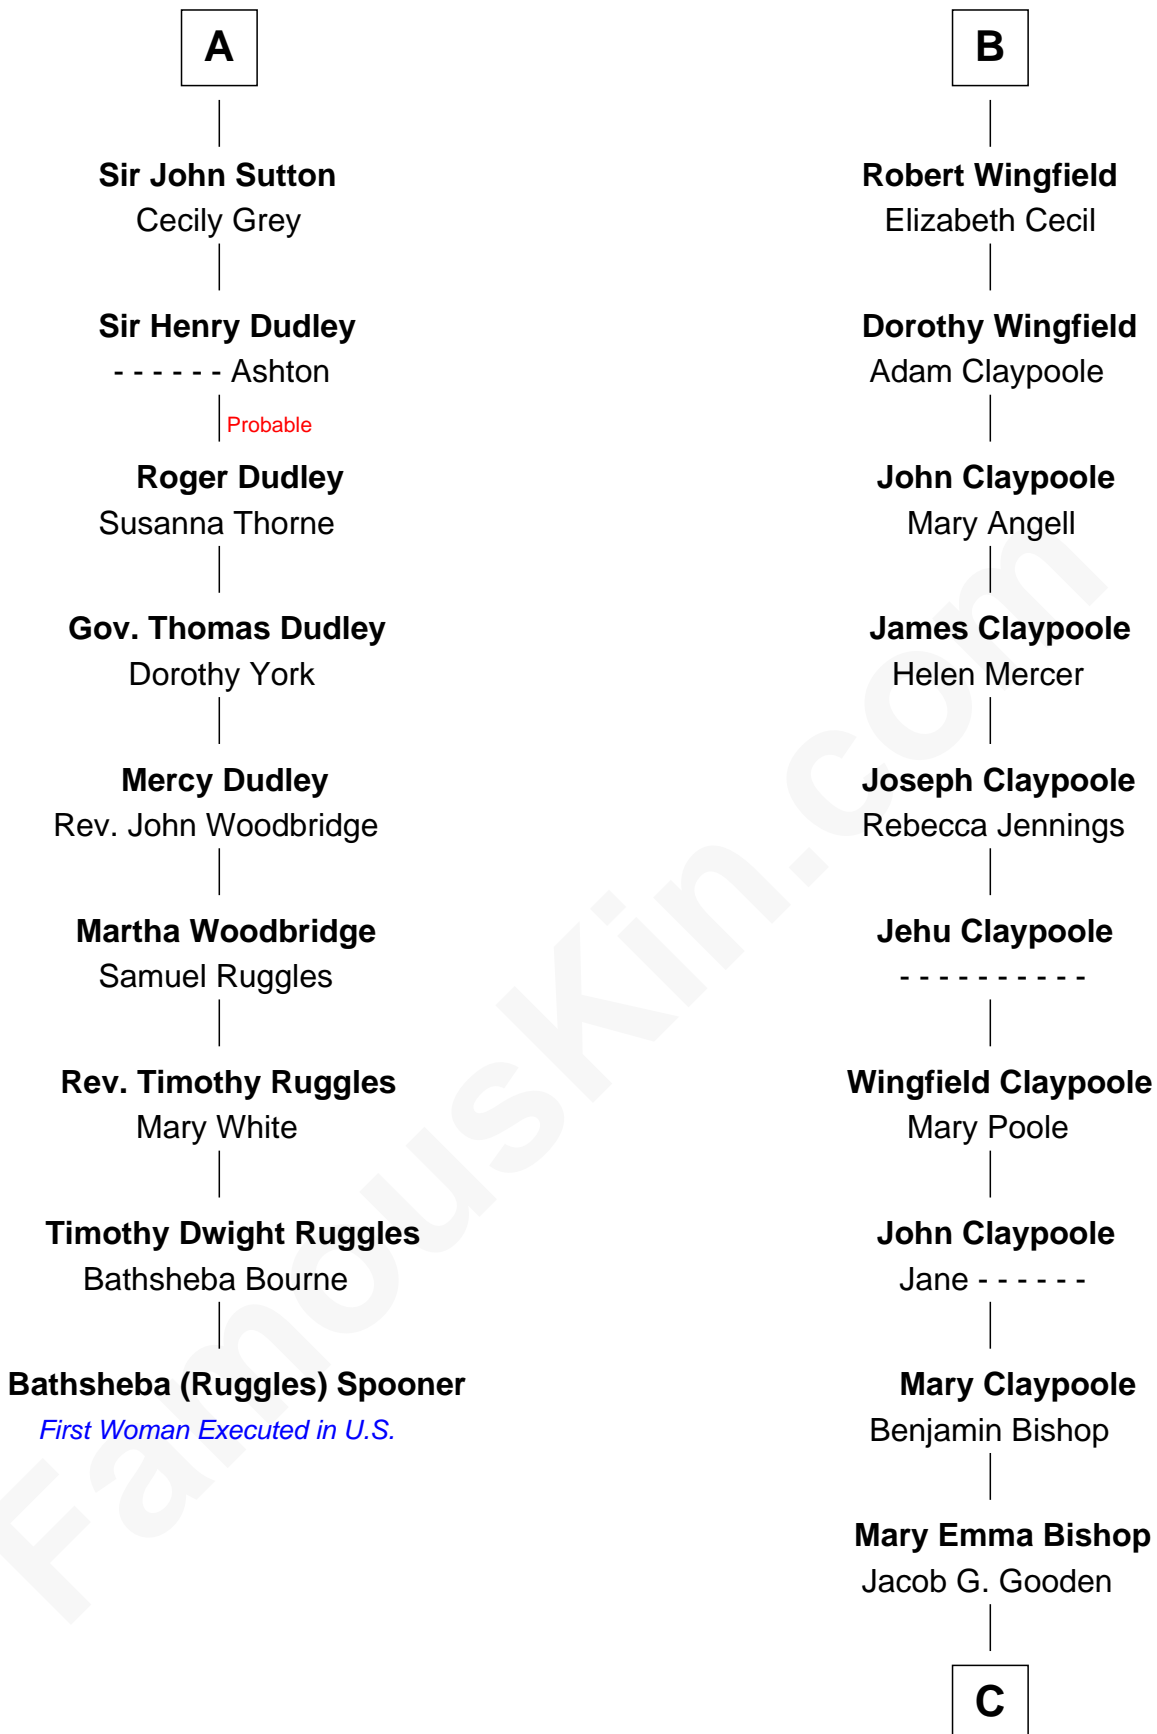 A
Sir John Sutton
Cecily Grey
Sir Henry Dudley
- - - - - - Ashton
Probable
Roger Dudley
Susanna Thorne
Gov. Thomas Dudley
Dorothy York
Mercy Dudley
Rev. John Woodbridge
Martha Woodbridge
Samuel Ruggles
Rev. Timothy Ruggles
Mary White
Timothy Dwight Ruggles
Bathsheba Bourne
Bathsheba (Ruggles) Spooner
First Woman Executed in U.S.
B
Robert Wingfield
Elizabeth Cecil
Dorothy Wingfield
Adam Claypoole
John Claypoole
Mary Angell
James Claypoole
Helen Mercer
Joseph Claypoole
Rebecca Jennings
Jehu Claypoole
- - - - - - - - - -
Wingfield Claypoole
Mary Poole
John Claypoole
Jane - - - - - -
Mary Claypoole
Benjamin Bishop
Mary Emma Bishop
Jacob G. Gooden
C
FamousKin.com